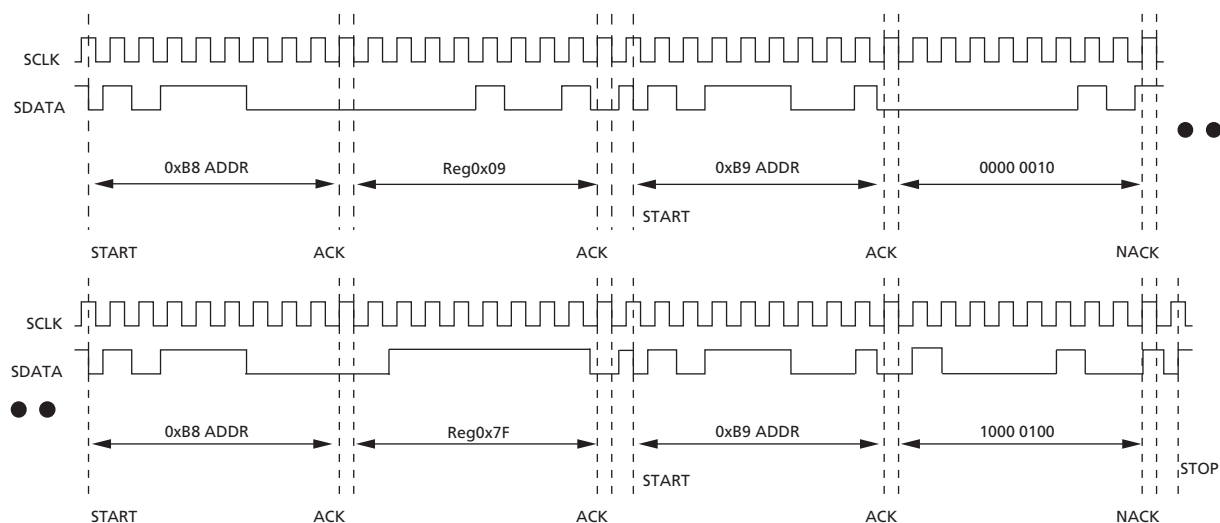 SCLK
SDATA
0xB8 ADDR Reg0x09 0xB9 ADDR 0000 0010
START
START ACK ACK ACK NACK
SCLK
SDATA
0xB8 ADDR Reg0x7F 0xB9 ADDR 1000 0100
START STOP
START ACK ACK ACK NACK